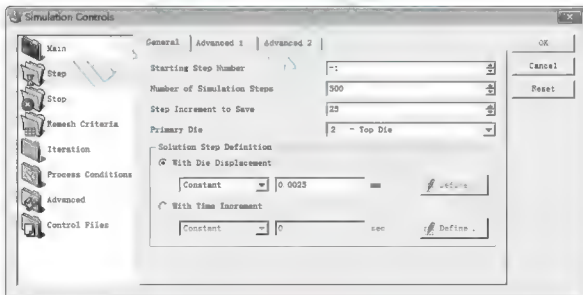 Simulation Controls
Main
Step
Stop
Remesh Criteria
Iteration
Process Conditions
Advanced
Control Files
General Advanced 1 Advanced 2
Starting Step Number
Number of Simulation Steps 500
Step Increment to Save 25
Primary Die 2 - Top Die
Solution Step Definition
With Die Displacement
Constant 0.0025 mm
With Time Increment
Constant 0 sec Define
OK
Cancel
Reset